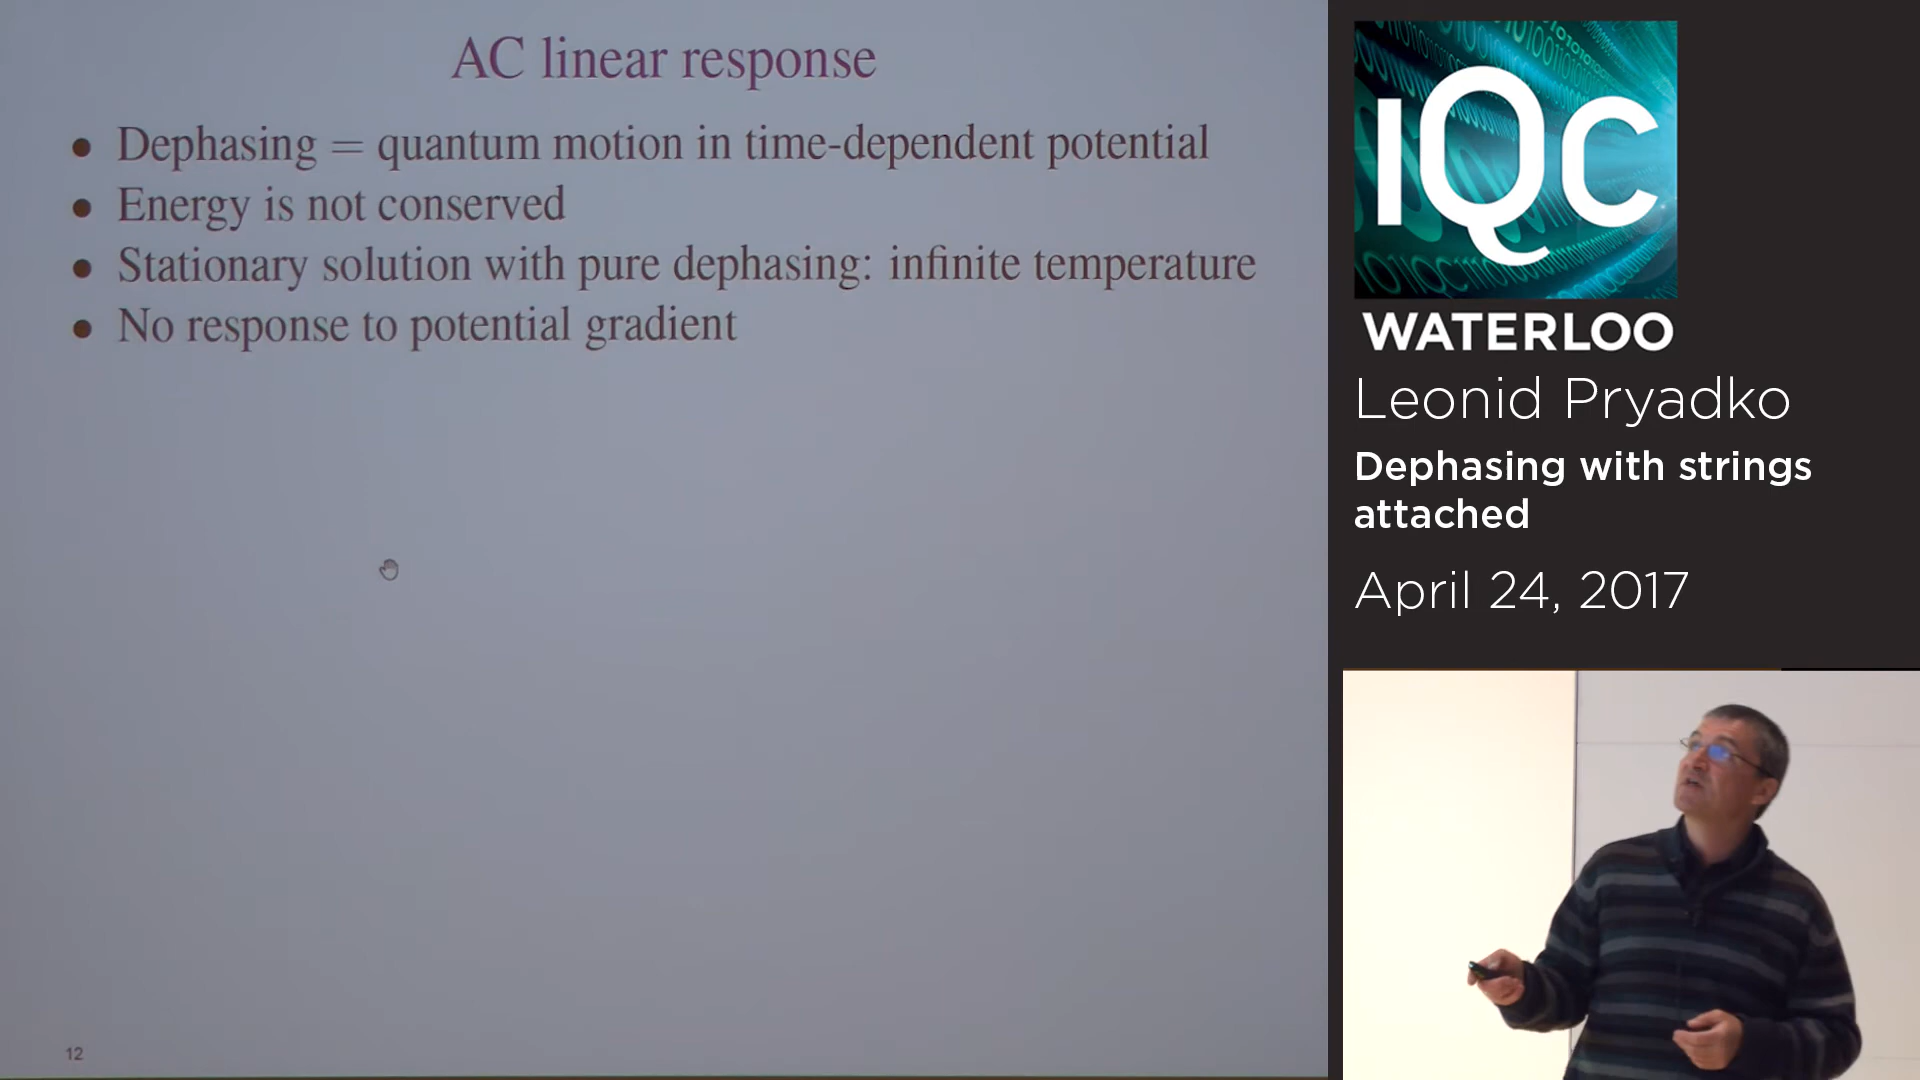 AC linear response
• Dephasing = quantum motion in time-dependent potential
• Energy is not conserved
• Stationary solution with pure dephasing: infinite temperature
• No response to potential gradient
12
IQC
WATERLOO
Leonid Pryadko
Dephasing with strings
attached
April 24, 2017